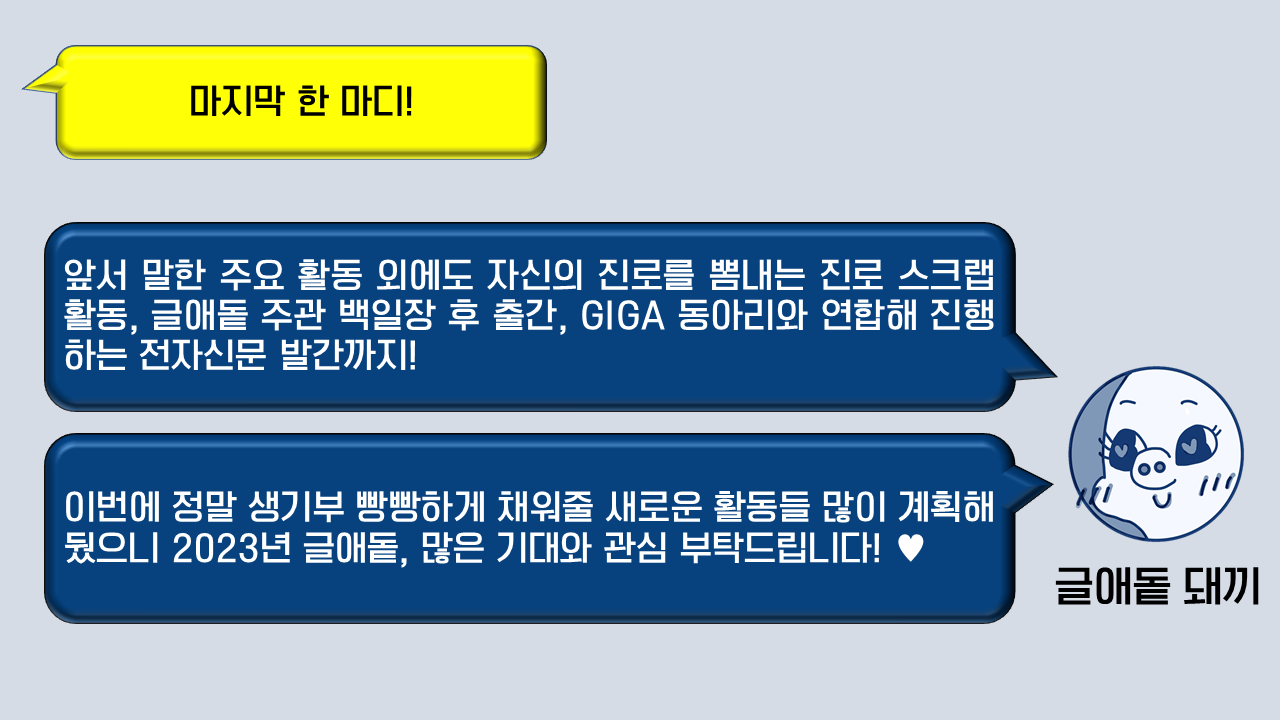 마지막 한 마디!
앞서 말한 주요 활동 외에도 자신의 진로를 뽐내는 진로 스크랩
활동, 글애돝 주관 백일장 후 출간, GIGA 동아리와 연합해 진행
하는 전자신문 발간까지!
이번에 정말 생기부 빵빵하게 채워줄 새로운 활동들 많이 계획해
뒀으니 2023년 글애돝, 많은 기대와 관심 부탁드립니다! ♥
글애돝 돼끼